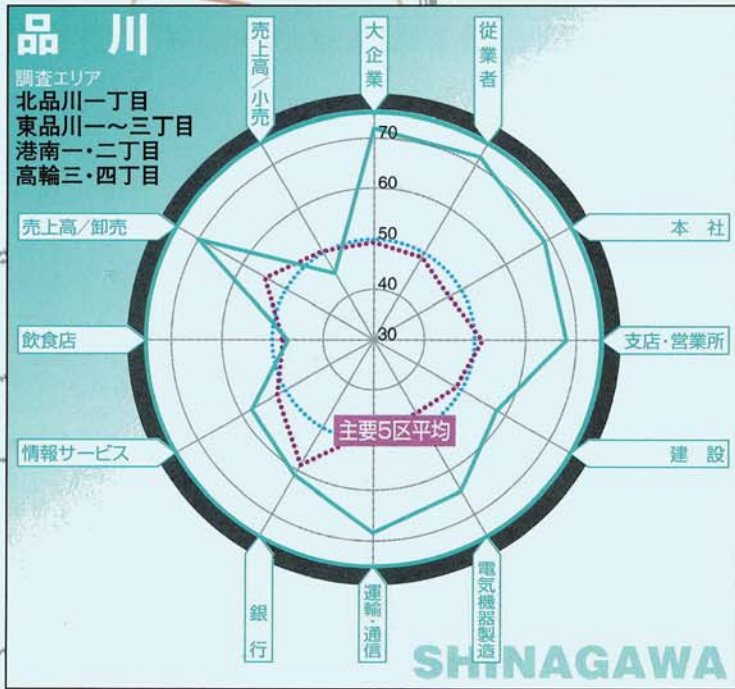 品川
調査エリア
北品川一丁目
東品川一～三丁目
港南一・二丁目
高輪三・四丁目
売上高/小売
大企業
従業者
本社
支店・営業所
建設
電気機器製造
運輸・通信
銀行
情報サービス
飲食店
売上高/卸売
70
60
50
40
30
主要5区平均
SHINAGAWA